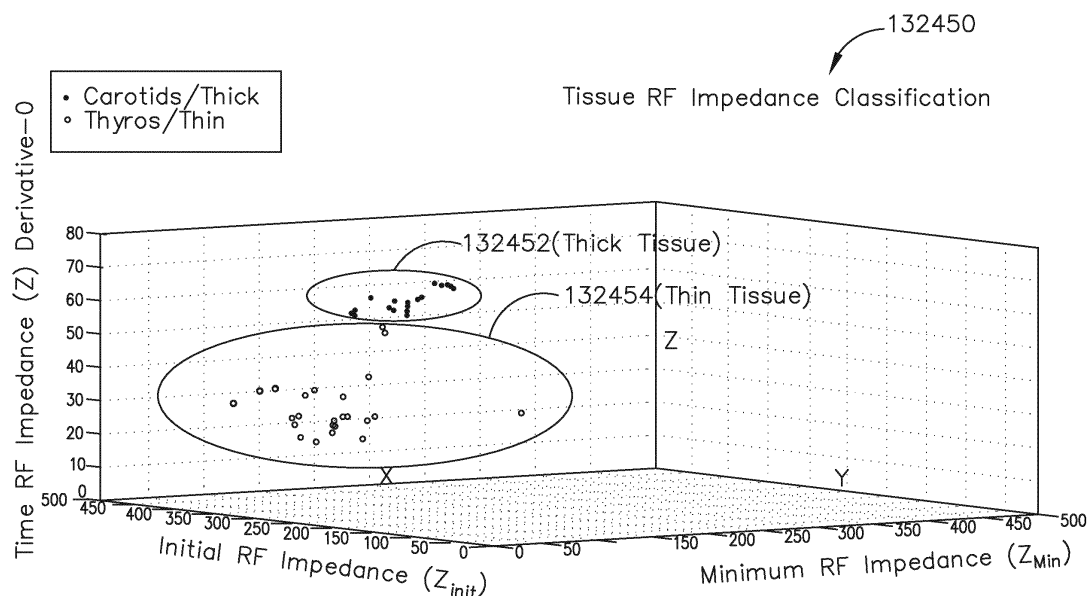 132450
Tissue RF Impedance Classification
• Carotids/Thick
∘ Thyros/Thin
Time RF Impedance (Z) Derivative-0
80
70
60
50
40
30
20
10
0
132452(Thick Tissue)
132454(Thin Tissue)
Z
X
Y
500 450 400 350 300 250 200 150 100 50 0
Initial RF Impedance (Zinit)
0 50 150 200 250 300 350 400 450 500
Minimum RF Impedance (ZMin)